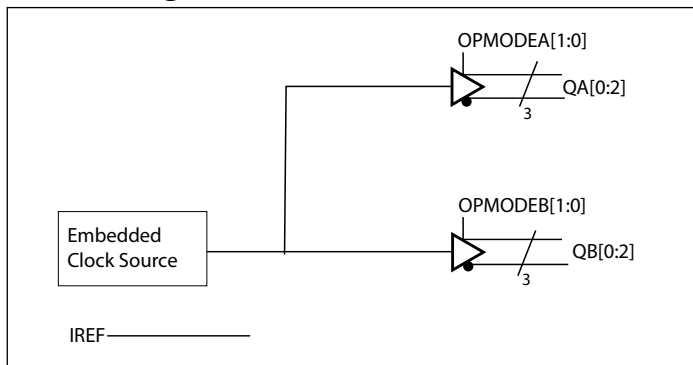 OPMODEA[1:0]
QA[0:2]
3
OPMODEB[1:0]
Embedded
Clock Source
QB[0:2]
3
IREF